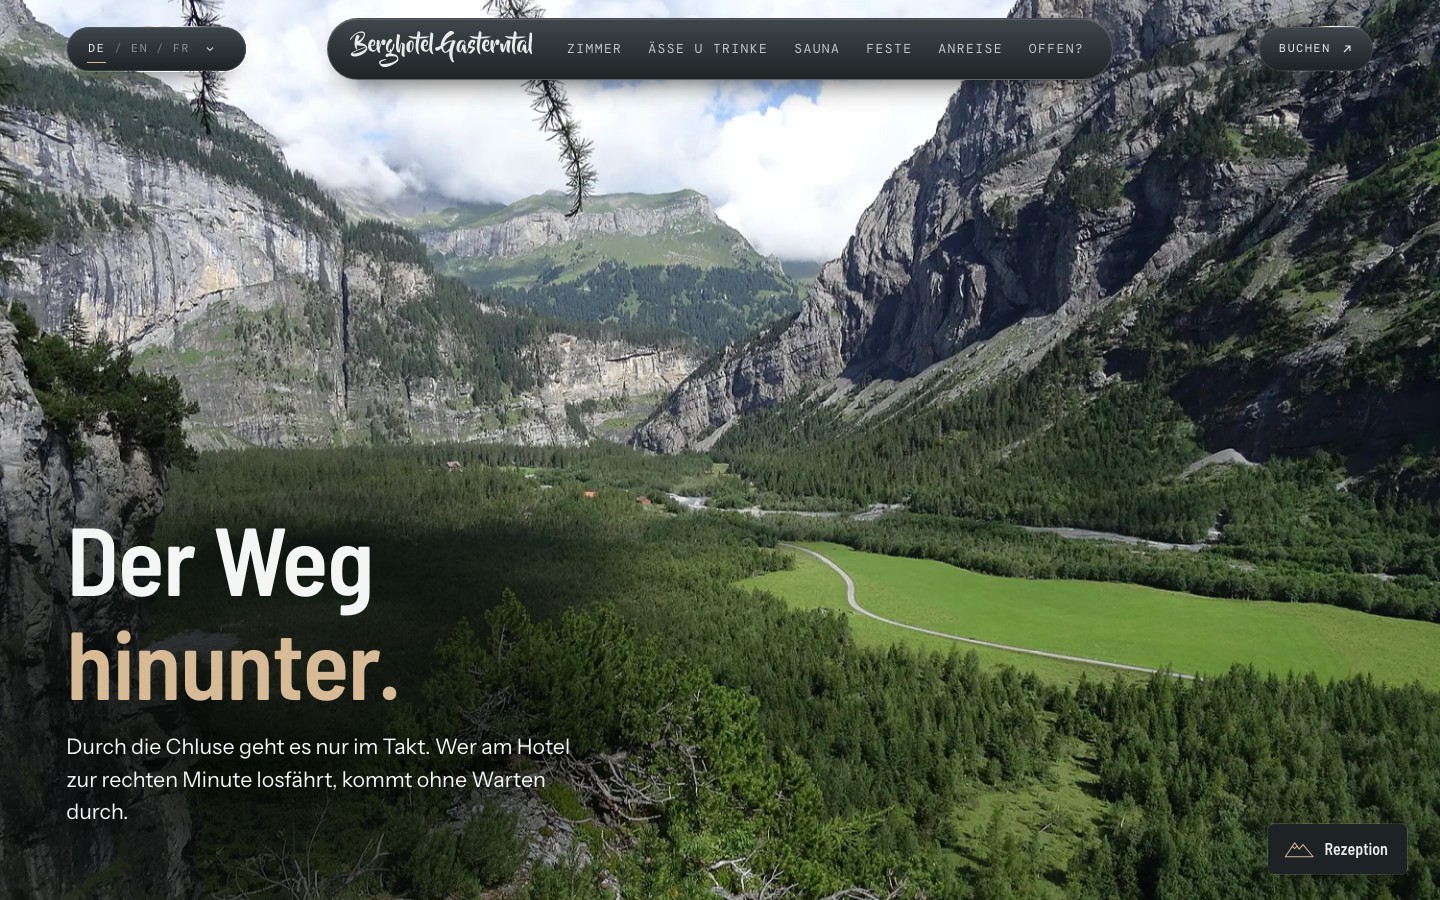 DE / EN / FR
Berghotel Gasterntal
ZIMMER
ÄSSE U TRINKE
SAUNA
FESTE
ANREISE
OFFEN?
BUCHEN
Der Weg
hinunter.
Durch die Chluse geht es nur im Takt. Wer am Hotel
zur rechten Minute losfährt, kommt ohne Warten
durch.
Rezeption